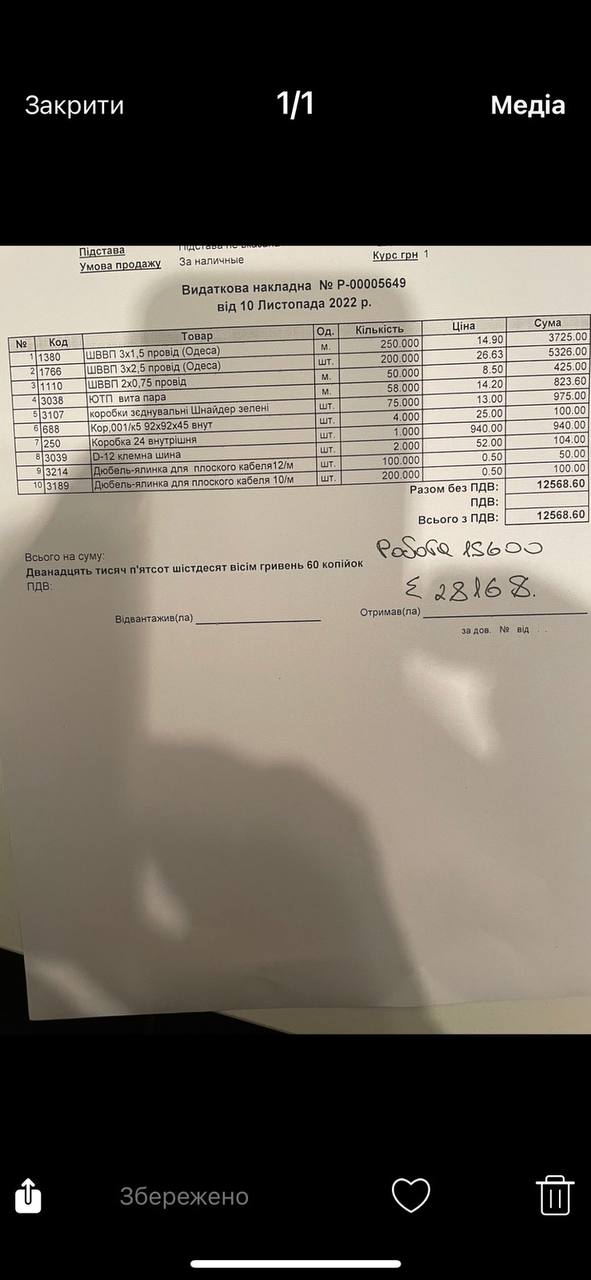 Закрити 1/1 Медіа
Підстава
Умова продажу За наличные Курс грн 1
Видаткова накладна № Р-00005649
від 10 Листопада 2022 р.
№ Код Товар Од. Кількість Ціна Сума
1 1380 ШВВП 3х1,5 провід (Одеса) м. 250.000 14.90 3725.00
2 1766 ШВВП 3х2,5 провід (Одеса) шт. 200.000 26.63 5326.00
3 1110 ШВВП 2х0,75 провід м. 50.000 8.50 425.00
4 3038 ЮТП вита пара м. 58.000 14.20 823.60
5 3107 коробки зєднувальні Шнайдер зелені шт. 75.000 13.00 975.00
6 688 Кор,001/к5 92х92х45 внут шт. 4.000 25.00 100.00
7 250 Коробка 24 внутрішня шт. 1.000 940.00 940.00
8 3039 D-12 клемна шина шт. 2.000 52.00 104.00
9 3214 Дюбель-ялинка для плоского кабеля12/м шт. 100.000 0.50 50.00
10 3189 Дюбель-ялинка для плоского кабеля 10/м шт. 200.000 0.50 100.00
Разом без ПДВ: 12568.60
ПДВ:
Всього з ПДВ: 12568.60
Робота 15600
Всього на суму:
Дванадцять тисяч п'ятсот шістдесят вісім гривень 60 копійок
ПДВ:
Σ 28168.
Відвантажив(ла) Отримав(ла)
за дов. № від . .
Збережено